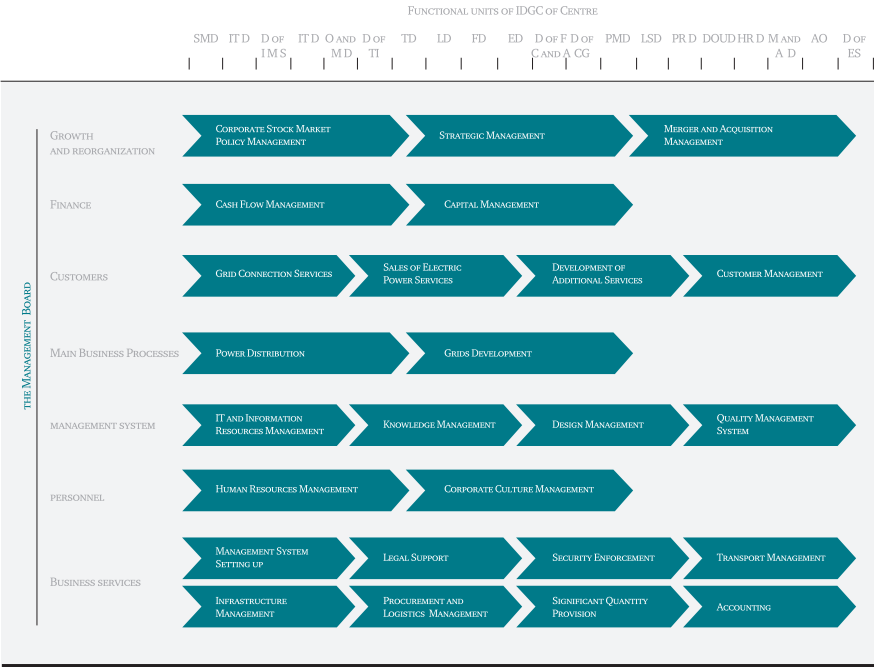 Functional units of IDGC of Centre
SMD IT D D of IMS IT D O and MD D of TI TD LD FD ED D of C and A F D of CG PMD LSD PR D DOUD HR D M and A D AO D of ES
Growth
and reorganization
Corporate Stock Market
Policy Management
Strategic Management
Merger and Acquisition
Management
Finance
Cash Flow Management
Capital Management
Customers
Grid Connection Services
Sales of Electric
Power Services
Development of
Additional Services
Customer Management
the Management Board
Main Business Processes
Power Distribution
Grids Development
management system
IT and Information
Resources Management
Knowledge Management
Design Management
Quality Management
System
personnel
Human Resources Management
Corporate Culture Management
Business services
Management System
Setting up
Legal Support
Security Enforcement
Transport Management
Infrastructure
Management
Procurement and
Logistics Management
Significant Quantity
Provision
Accounting